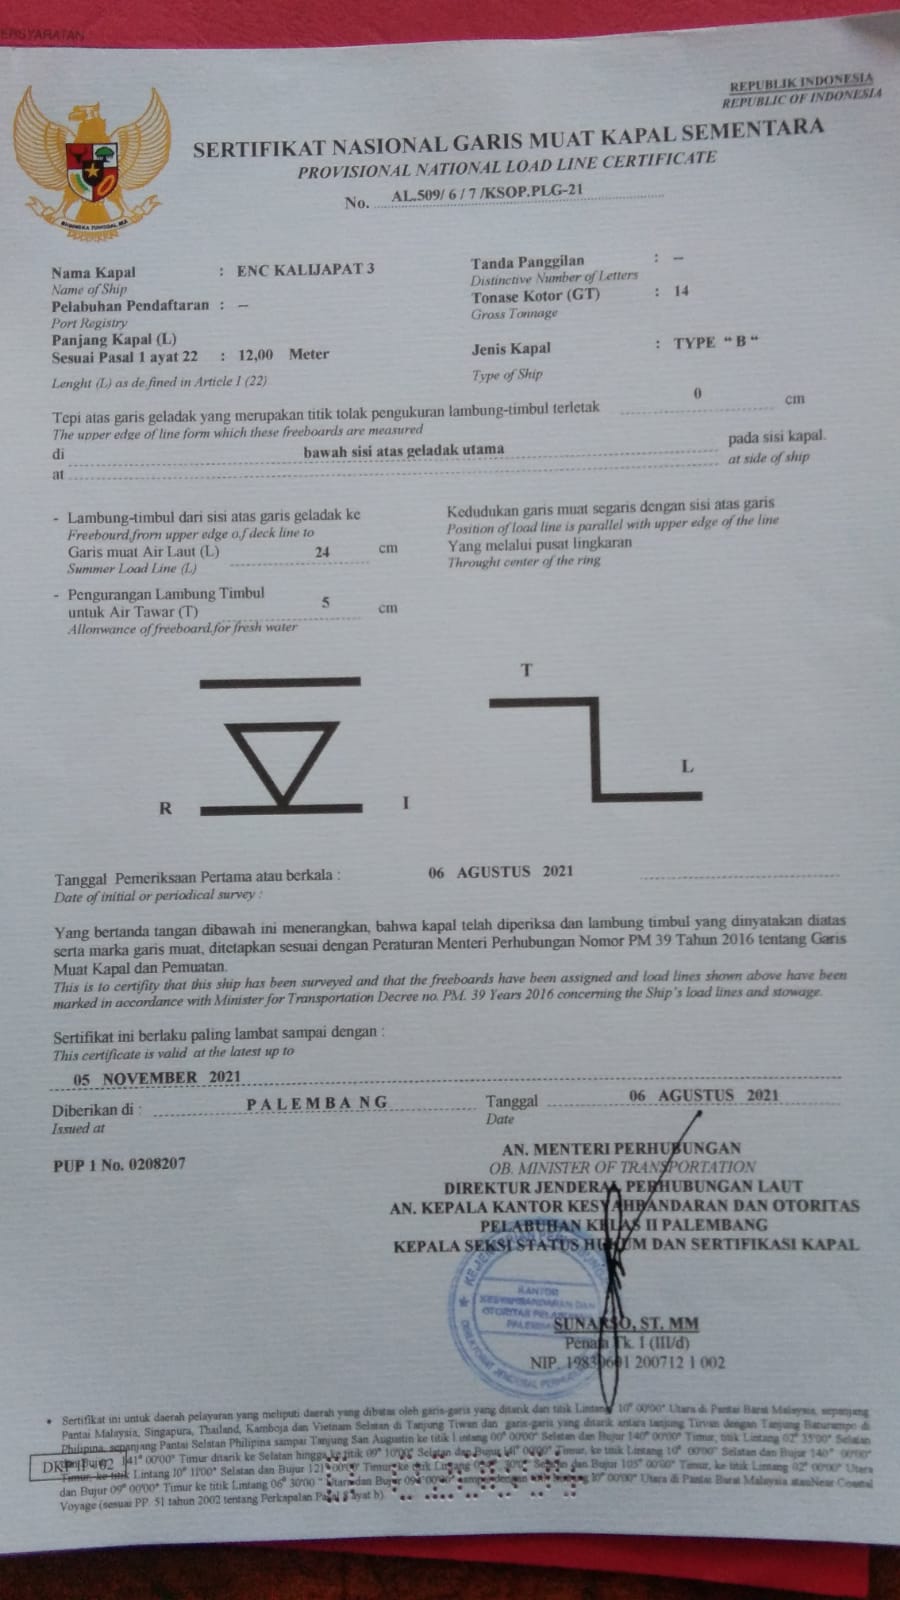 ERSYARATAN
REPUBLIK INDONESIA
REPUBLIC OF INDONESIA
SERTIFIKAT NASIONAL GARIS MUAT KAPAL SEMENTARA
PROVISIONAL NATIONAL LOAD LINE CERTIFICATE
No. AL.509/ 6 / 7 /KSOP.PLG-21
Nama Kapal : ENC KALIJAPAT 3
Name of Ship
Tanda Panggilan : –
Distinctive Number of Letters
Pelabuhan Pendaftaran : –
Port Registry
Tonase Kotor (GT) : 14
Gross Tonnage
Panjang Kapal (L)
Sesuai Pasal 1 ayat 22 : 12,00 Meter
Lenght (L) as de.fined in Article I (22)
Jenis Kapal : TYPE “ B “
Type of Ship
Tepi atas garis geladak yang merupakan titik tolak pengukuran lambung-timbul terletak 0 cm
The upper edge of line form which these freeboards are measured
di bawah sisi atas geladak utama pada sisi kapal.
at at side of ship
- Lambung-timbul dari sisi atas garis geladak ke
Freebourd.frorn upper edge o.f deck line to
Garis muat Air Laut (L) 24 cm
Summer Load Line (L)
Kedudukan garis muat segaris dengan sisi atas garis
Position of load line is parallel with upper edge of the line
Yang melalui pusat lingkaran
Throught center of the ring
- Pengurangan Lambung Timbul
untuk Air Tawar (T) 5 cm
Allonwance of freeboard.for fresh water
T
L
R I
Tanggal Pemeriksaan Pertama atau berkala : 06 AGUSTUS 2021
Date of initial or periodical survey :
Yang bertanda tangan dibawah ini menerangkan, bahwa kapal telah diperiksa dan lambung timbul yang dinyatakan diatas
serta marka garis muat, ditetapkan sesuai dengan Peraturan Menteri Perhubungan Nomor PM 39 Tahun 2016 tentang Garis
Muat Kapal dan Pemuatan.
This is to certifity that this ship has been surveyed and that the freeboards have been assigned and load lines shown above have been
marked in accordance with Minister for Transportation Decree no. PM. 39 Years 2016 concerning the Ship's load lines and stowage.
Sertifikat ini berlaku paling lambat sampai dengan :
This certificate is valid at the latest up to
05 NOVEMBER 2021
Diberikan di : PALEMBANG
Issued at
Tanggal 06 AGUSTUS 2021
Date
PUP 1 No. 0208207
AN. MENTERI PERHUBUNGAN
OB. MINISTER OF TRANSPORTATION
DIREKTUR JENDERAL PERHUBUNGAN LAUT
AN. KEPALA KANTOR KESYAHBANDARAN DAN OTORITAS
PELABUHAN KELAS II PALEMBANG
KEPALA SEKSI STATUS HUKUM DAN SERTIFIKASI KAPAL
KANTOR
KESYAHBANDARAN DAN
SUNARSO, ST. MM
Penata Tk. I (III/d)
NIP. 19830601 200712 1 002
• Sertifikat ini untuk daerah pelayaran yang meliputi daerah yang dibatas oleh garis-garis yang ditarik dan titik Lintang 10° 00'00" Utara di Pantai Barat Malaysia, sepanjang
Pantai Malaysia, Singapura, Thailand, Kamboja dan Vietnam Selatan di Tanjung Tiwan dan garis-garis yang ditarik antara tanjung Tirvan dengan Tanjung Baturampo di
Philipina, sepanjang Pantai Selatan Philipina sampai Tanjung San Augustin ke titik Lintang 00° 00'00" Selatan dan Bujur 140° 00'00" Timur, titik Lintang 02° 35'00" Selatan
141° 00'00" Timur ditarik ke Selatan hingga ke titik 09° 10'00" Selatan dan Bujur Timur, ke titik Lintang 10° 00'00" Selatan dan Bujur 140° 00'00"
DKP II - 02
Timur, ke titik Lintang 10° 11'00" Selatan dan Bujur Timur, ke titik Lintang Selatan dan Bujur 105° 00'00" Timur, ke titik Lintang 02° 00'00" Utara
dan Bujur 09° 00'00" Timur ke titik Lintang 06° 30'00" Utara dan Bujur 10° 00'00" Utara di Pantai Barat Malaysia Near Coastal
Voyage (sesuai PP. 51 tahun 2002 tentang Perkapalan Pasal ayat b)